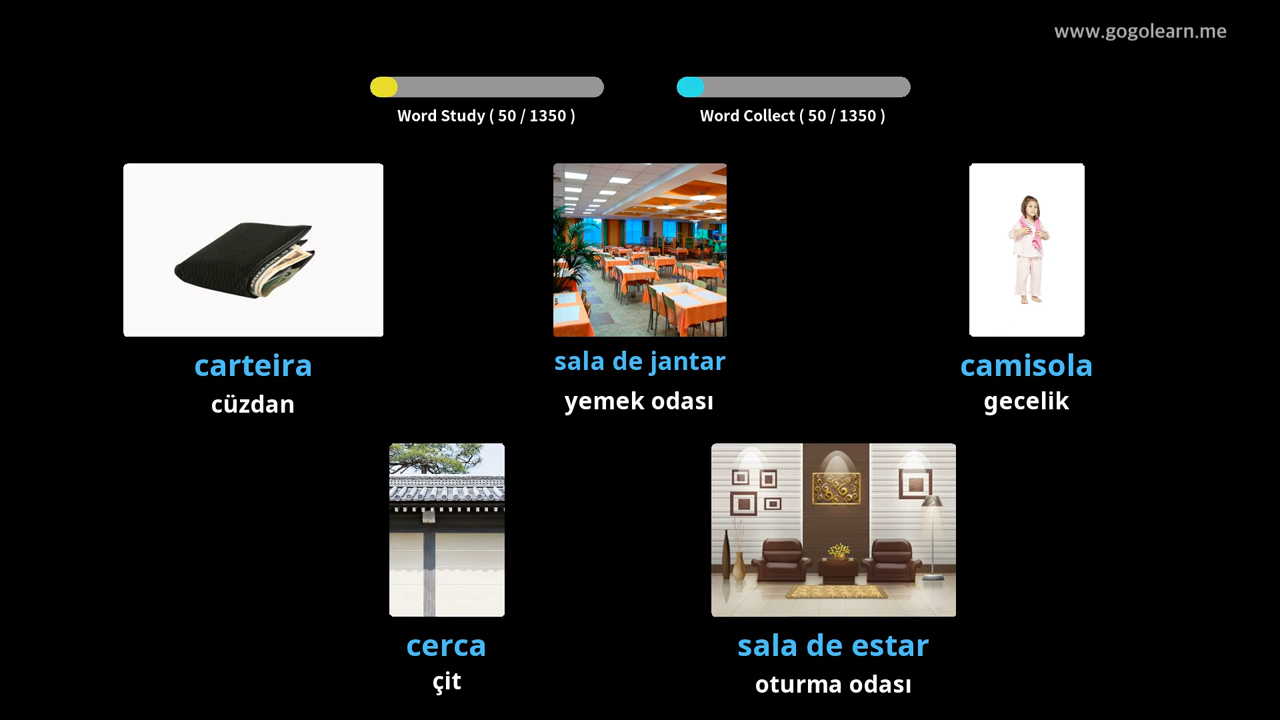 www.gogolearn.me
Word Study ( 50 / 1350 )
Word Collect ( 50 / 1350 )
carteira
cüzdan
sala de jantar
yemek odası
camisola
gecelik
cerca
çit
sala de estar
oturma odası